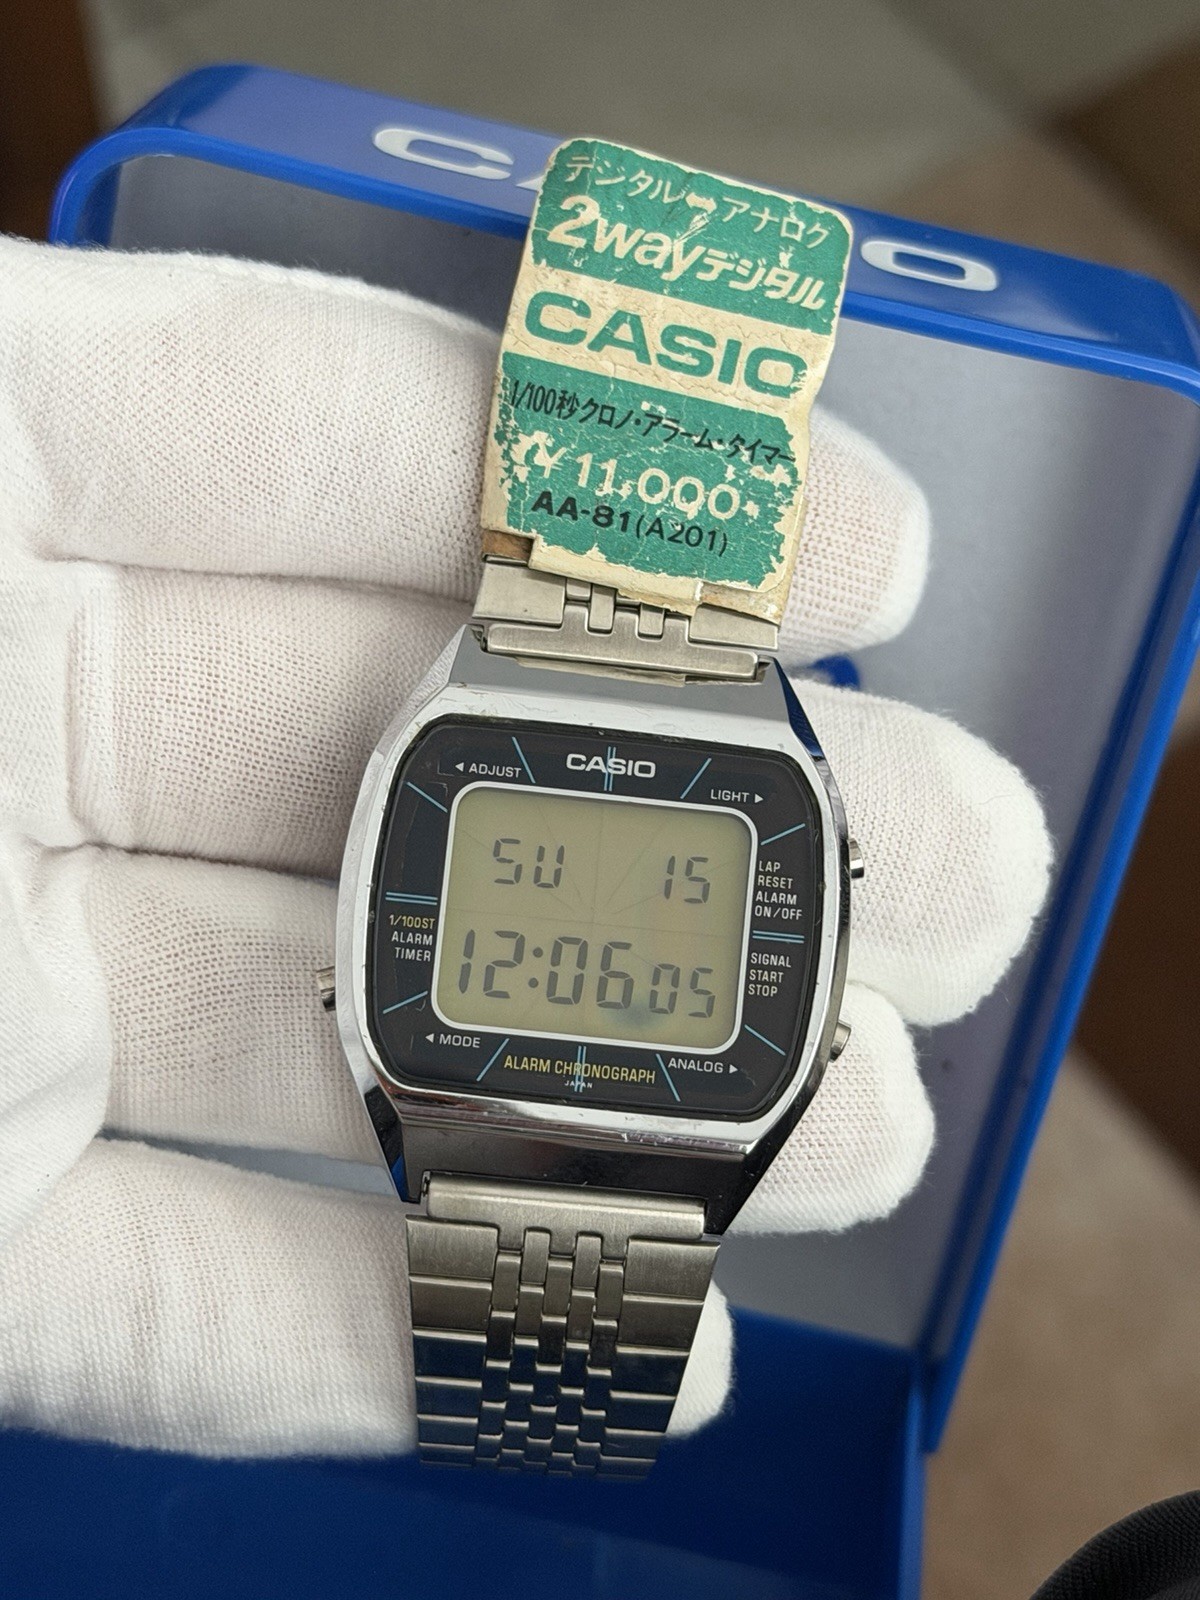 CASIO
デジタル アナログ
2wayデジタル
CASIO
1/100秒クロノ・アラーム・タイマー
¥11,000
AA-81(A201)
CASIO
◀ ADJUST
LIGHT ▶
SU 15
12:06 05
LAP
RESET
ALARM
ON/OFF
1/100ST
ALARM
TIMER
SIGNAL
START
STOP
◀ MODE
ALARM CHRONOGRAPH
JAPAN
ANALOG ▶